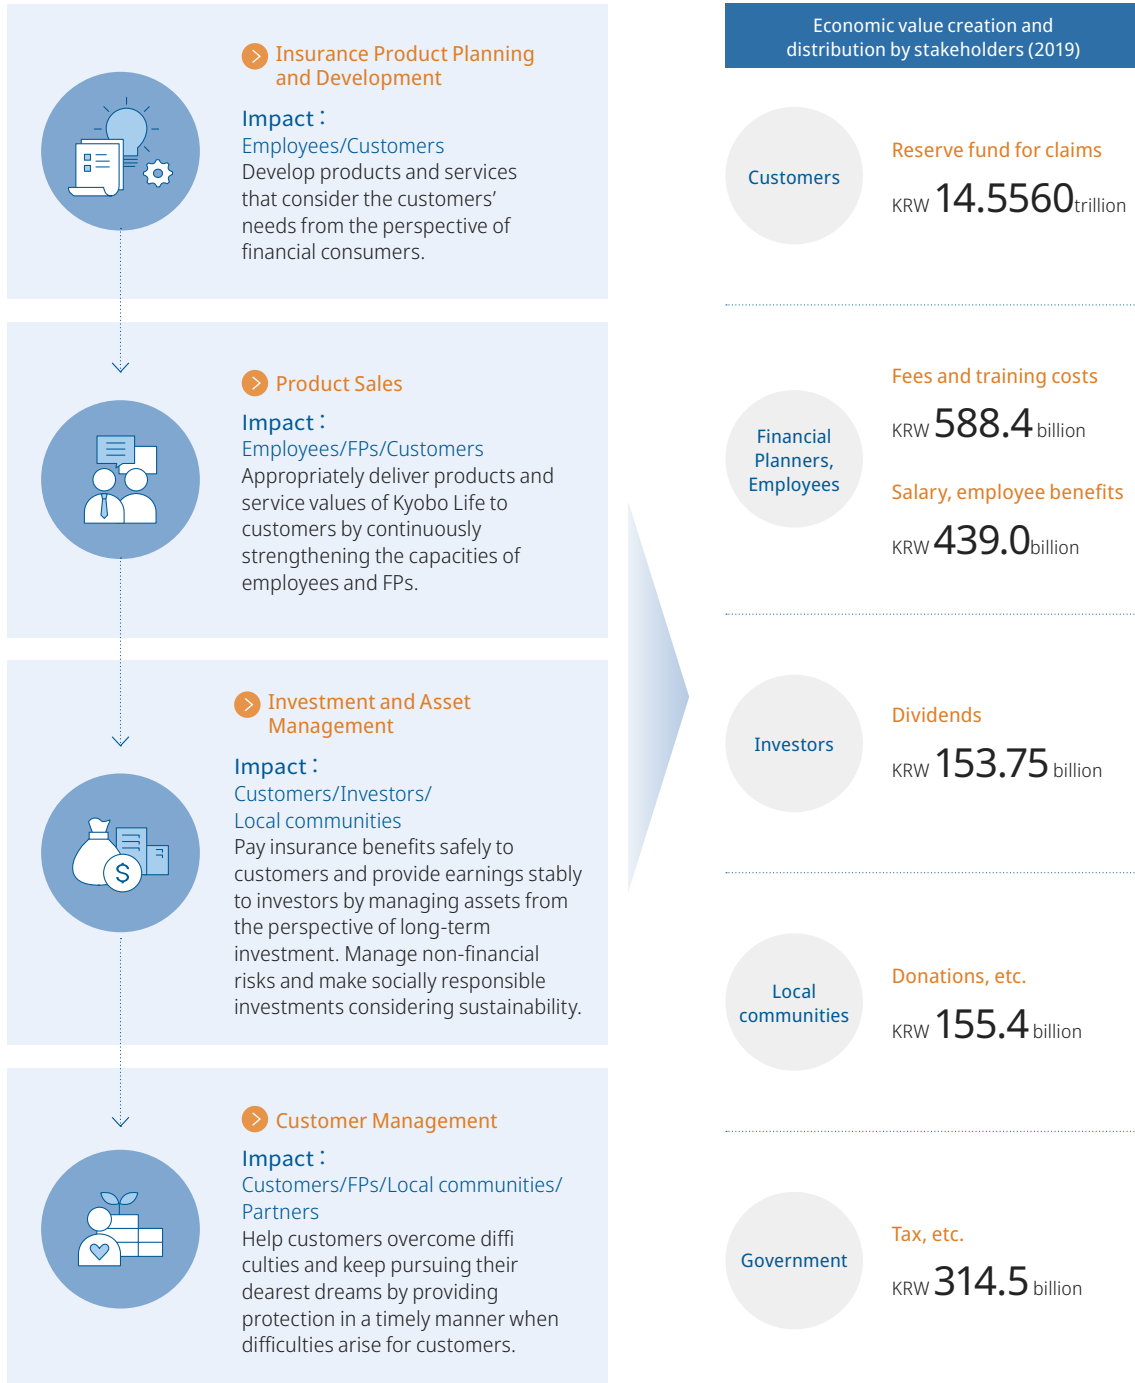 Insurance Product Planning
and Development
Impact :
Employees/Customers
Develop products and services
that consider the customers'
needs from the perspective of
financial consumers.
Product Sales
Impact :
Employees/FPs/Customers
Appropriately deliver products and
service values of Kyobo Life to
customers by continuously
strengthening the capacities of
employees and FPs.
Investment and Asset
Management
Impact :
Customers/Investors/
Local communities
Pay insurance benefits safely to
customers and provide earnings stably
to investors by managing assets from
the perspective of long-term
investment. Manage non-financial
risks and make socially responsible
investments considering sustainability.
$
Customer Management
Impact :
Customers/FPs/Local communities/
Partners
Help customers overcome diffi
culties and keep pursuing their
dearest dreams by providing
protection in a timely manner when
difficulties arise for customers.
Economic value creation and
distribution by stakeholders (2019)
Customers
Reserve fund for claims
KRW 14.5560trillion
Financial
Planners,
Employees
Fees and training costs
KRW 588.4 billion
Salary, employee benefits
KRW 439.0billion
Investors
Dividends
KRW 153.75 billion
Local
communities
Donations, etc.
KRW 155.4 billion
Government
Tax, etc.
KRW 314.5 billion